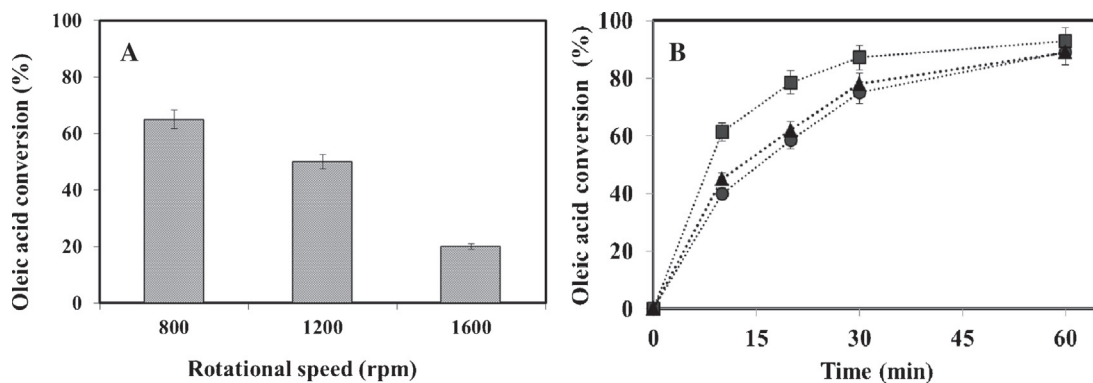 A
Oleic acid conversion (%)
100
80
60
40
20
0
800 1200 1600
Rotational speed (rpm)
B
Oleic acid conversion (%)
100
80
60
40
20
0
0 15 30 45 60
Time (min)